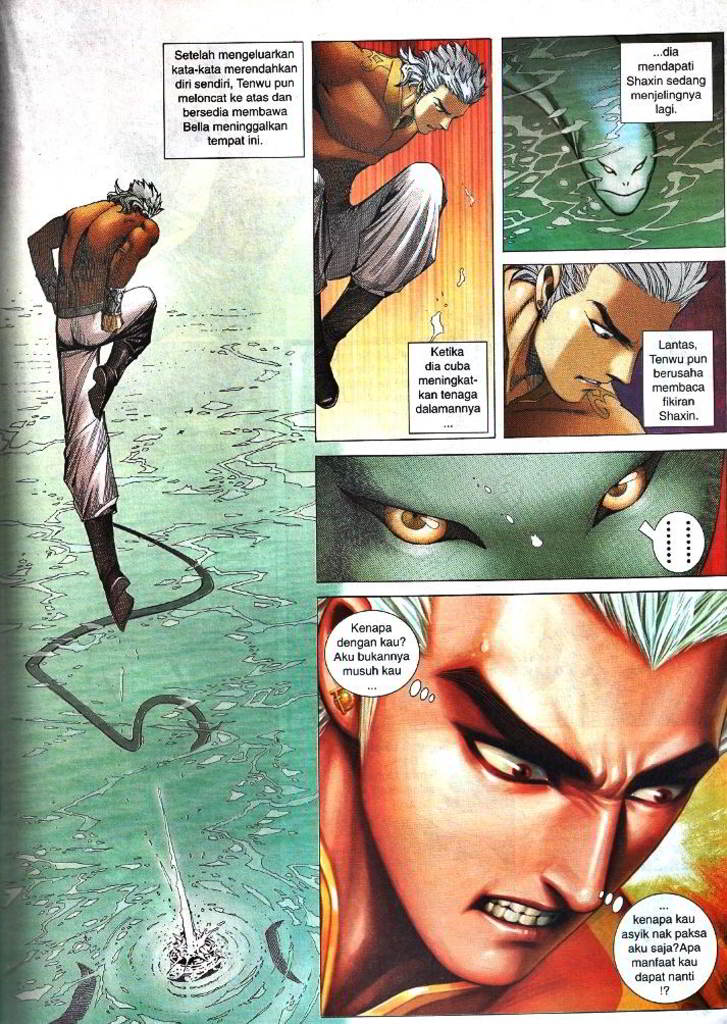 Setelah mengeluarkan
kata-kata merendahkan
diri sendiri, Tenwu pun
meloncat ke atas dan
bersedia membawa
Bella meninggalkan
tempat ini.
Ketika
dia cuba
meningkat-
kan tenaga
dalamannya
...
...dia
mendapati
Shaxin sedang
menjelingnya
lagi.
Lantas,
Tenwu pun
berusaha
membaca
fikiran
Shaxin.
Kenapa
dengan kau?
Aku bukannya
musuh kau
...
...
kenapa kau
asyik nak paksa
aku saja?Apa
manfaat kau
dapat nanti
!?